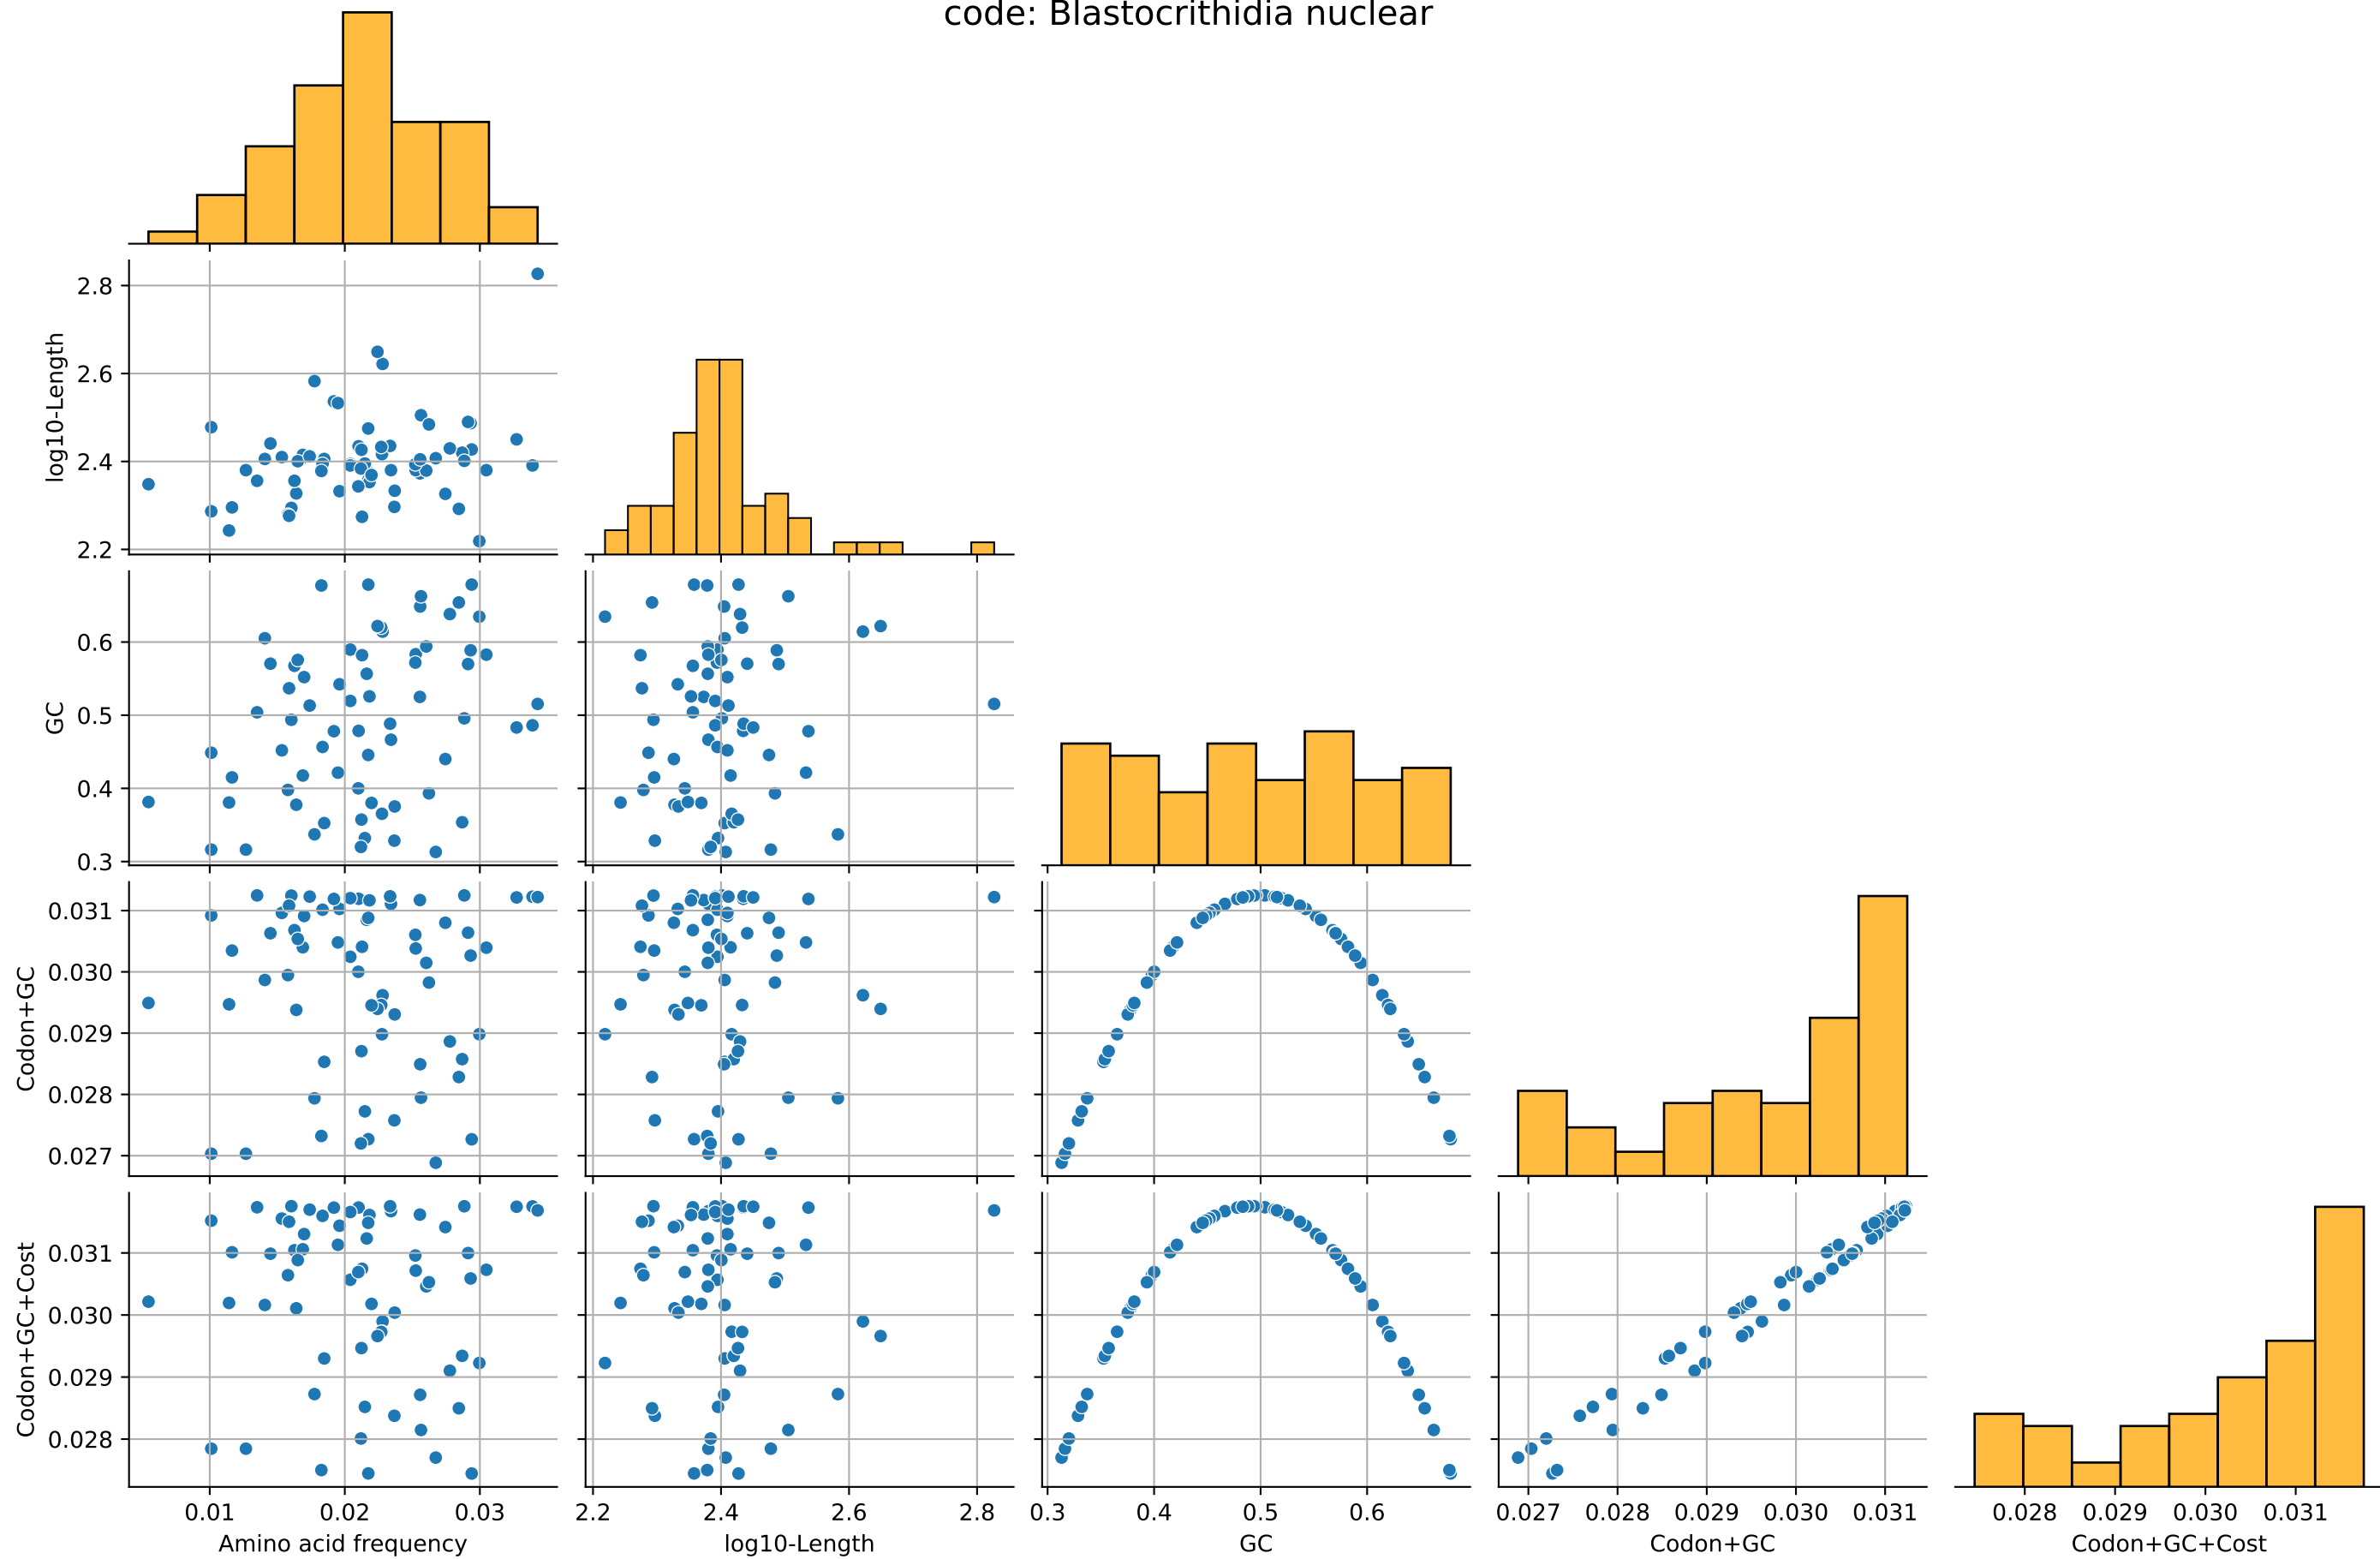 code: Blastocrithidia nuclear
2.8
2.6
2.4
2.2
log10-Length
0.6
0.5
0.4
0.3
GC
0.031
0.030
0.029
0.028
0.027
Codon+GC
0.031
0.030
0.029
0.028
Codon+GC+Cost
0.01 0.02 0.03 2.2 2.4 2.6 2.8 0.3 0.4 0.5 0.6 0.027 0.028 0.029 0.030 0.031 0.028 0.029 0.030 0.031
Amino acid frequency log10-Length GC Codon+GC Codon+GC+Cost